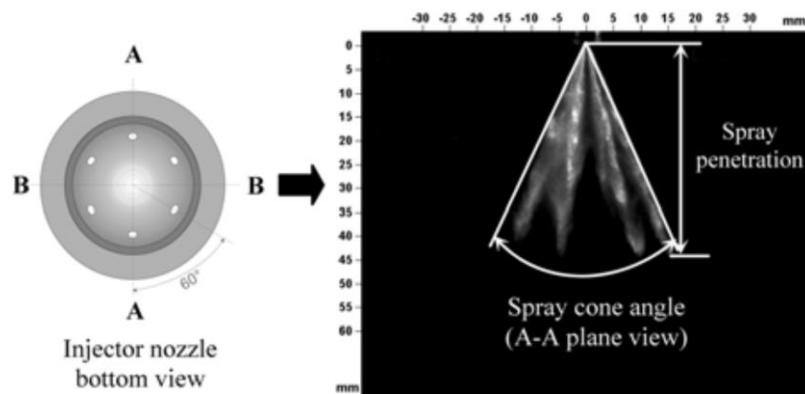 A
B
B
60°
A
Injector nozzle
bottom view
-30 -25 -20 -15 -10 -5 0 5 10 15 20 25 30 mm
0
5
10
15
20
25
30
35
40
45
50
55
60
mm
Spray
penetration
Spray cone angle
(A-A plane view)